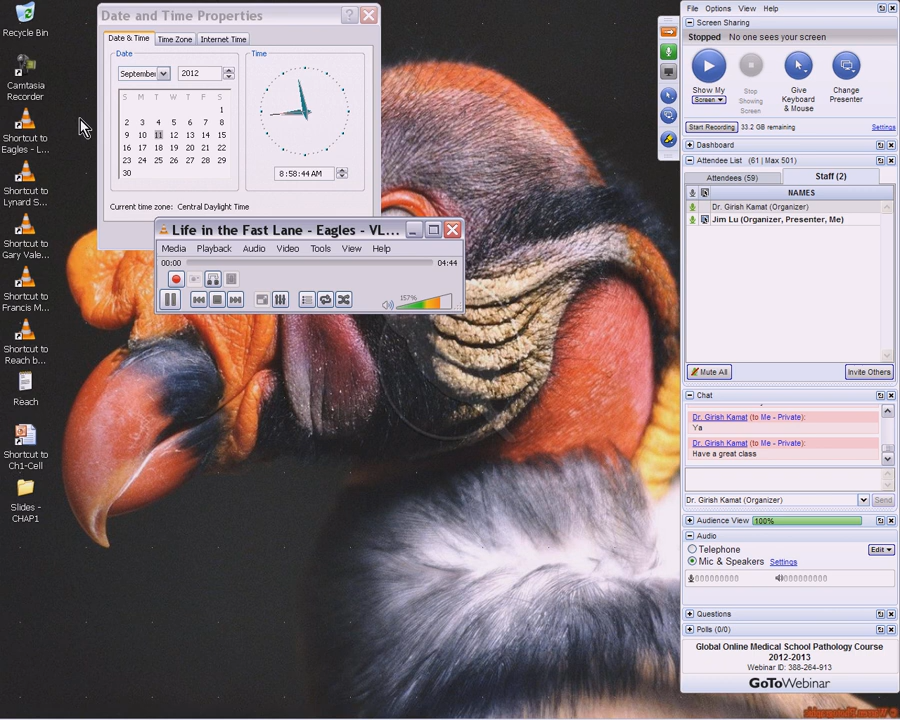 Recycle Bin
Camtasia
Recorder
Shortcut to
Eagles - L...
Shortcut to
Lynard S...
Shortcut to
Gary Vale...
Shortcut to
Francis M...
Shortcut to
Reach b...
Reach
Shortcut to
Ch1-Cell
Slides -
CHAP1
Date and Time Properties
Date & Time Time Zone Internet Time
Date
September 2012
S M T W T F S
1
2 3 4 5 6 7 8
9 10 11 12 13 14 15
16 17 18 19 20 21 22
23 24 25 26 27 28 29
30
Time
8:58:44 AM
Current time zone: Central Daylight Time
Life in the Fast Lane - Eagles - VL...
Media Playback Audio Video Tools View Help
00:00 04:44
157%
File Options View Help
Screen Sharing
Stopped No one sees your screen
Show My
Screen
Stop
Showing
Screen
Give
Keyboard
& Mouse
Change
Presenter
Start Recording 33.2 GB remaining Settings
Dashboard
Attendee List (61 | Max 501)
Attendees (59) Staff (2)
NAMES
Dr. Girish Kamat (Organizer)
Jim Lu (Organizer, Presenter, Me)
Mute All Invite Others
Chat
Dr. Girish Kamat (to Me - Private):
Ya
Dr. Girish Kamat (to Me - Private):
Have a great class
Dr. Girish Kamat (Organizer) Send
Audience View 100%
Audio
Telephone Edit
Mic & Speakers Settings
Questions
Polls (0/0)
Global Online Medical School Pathology Course
2012-2013
Webinar ID: 388-264-913
GoToWebinar